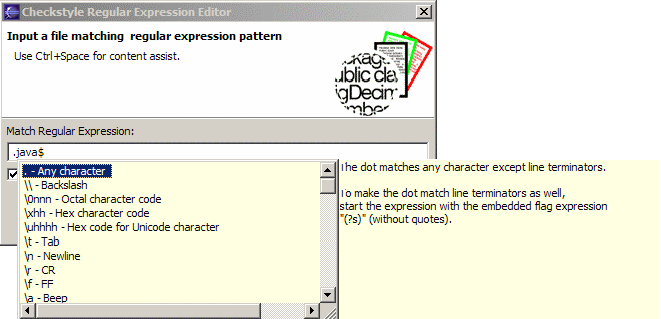 Checkstyle Regular Expression Editor
Input a file matching regular expression pattern
Use Ctrl+Space for content assist.
ckag
ublic cla
gDecim
mber
Match Regular Expression:
.java$
. - Any character
\\ - Backslash
\0nnn - Octal character code
\xhh - Hex character code
\uhhhh - Hex code for Unicode character
\t - Tab
\n - Newline
\r - CR
\f - FF
\a - Beep
The dot matches any character except line terminators.
To make the dot match line terminators as well,
start the expression with the embedded flag expression
"(?s)" (without quotes).